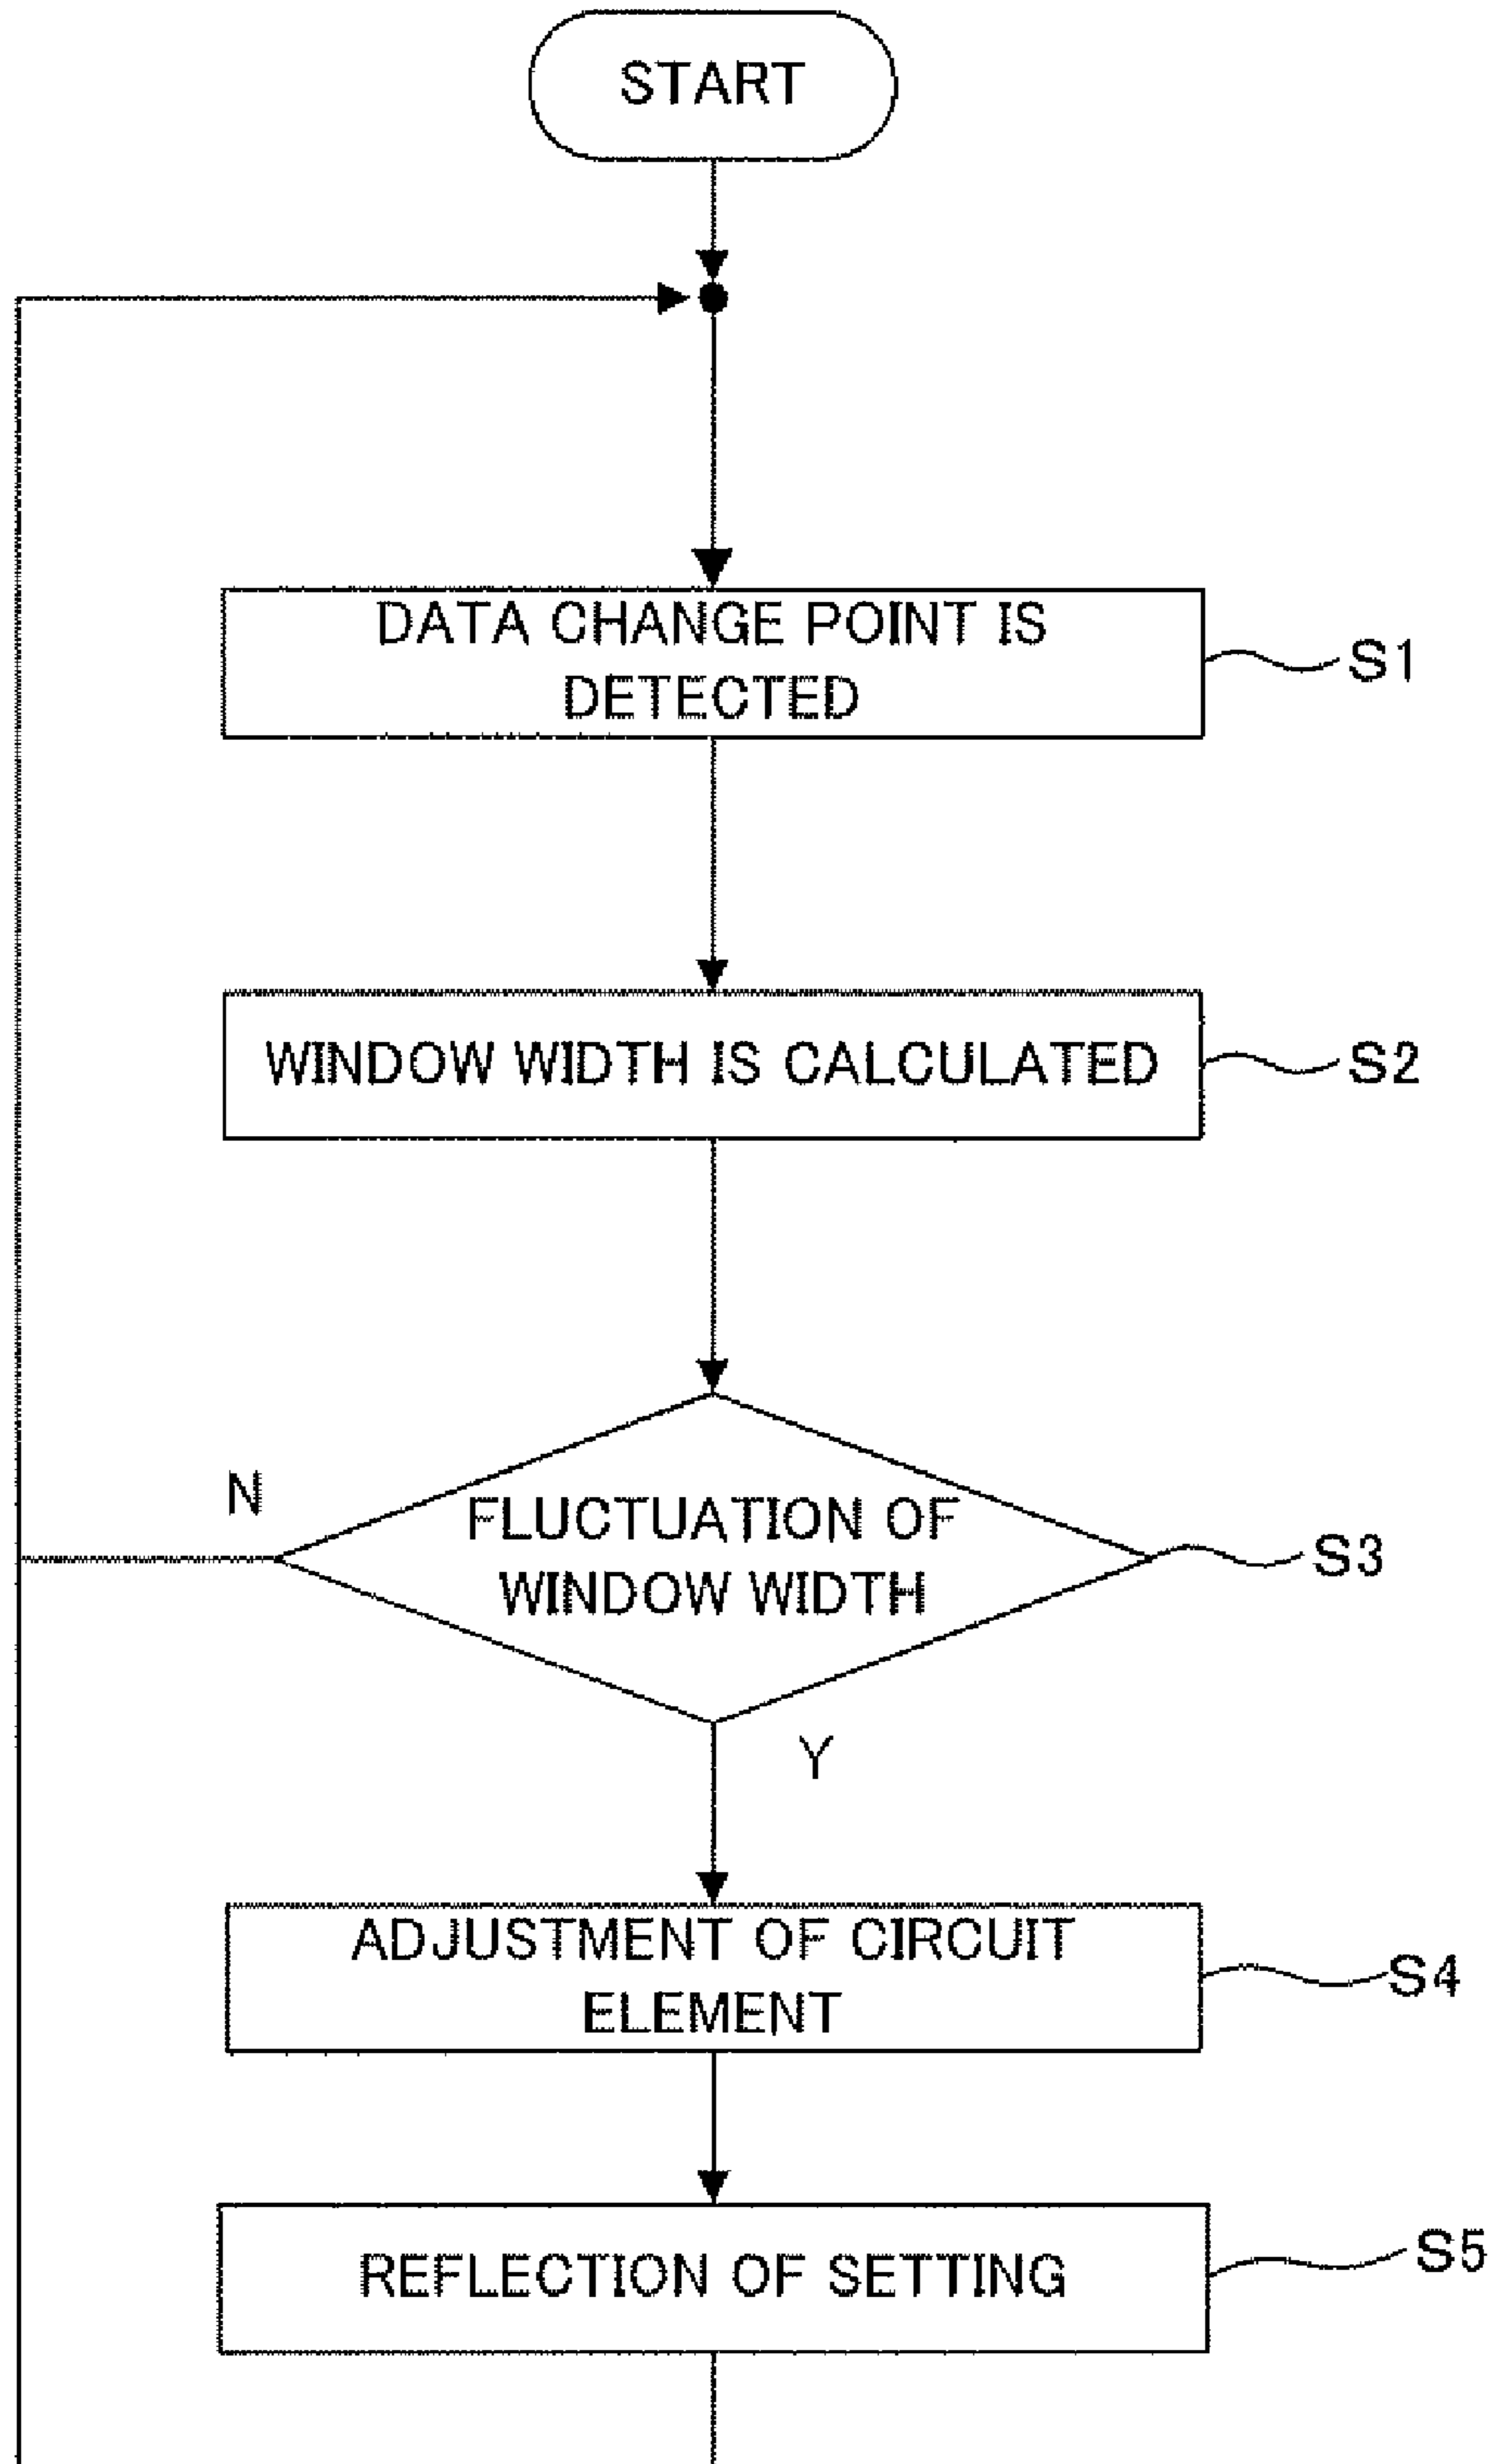 START
DATA CHANGE POINT IS
DETECTED
S1
WINDOW WIDTH IS CALCULATED
S2
N
FLUCTUATION OF
WINDOW WIDTH
S3
Y
ADJUSTMENT OF CIRCUIT
ELEMENT
S4
REFLECTION OF SETTING
S5